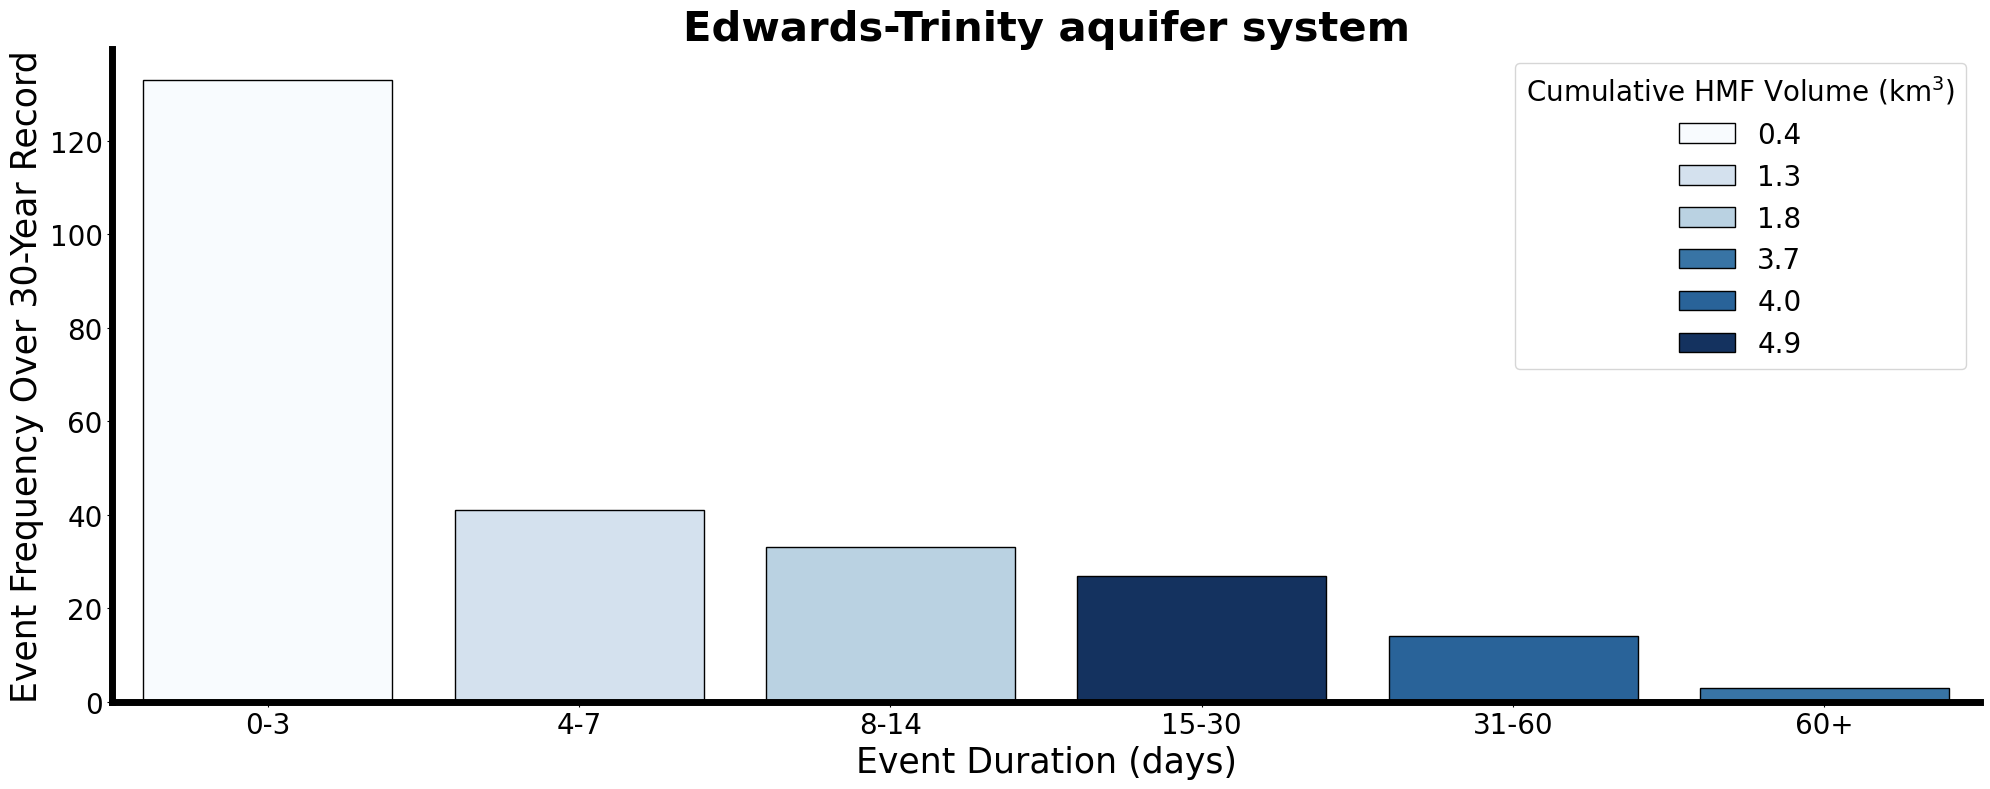 Edwards-Trinity aquifer system
Event Frequency Over 30-Year Record
120
100
80
60
40
20
0
Cumulative HMF Volume (km³)
0.4
1.3
1.8
3.7
4.0
4.9
0-3 4-7 8-14 15-30 31-60 60+
Event Duration (days)